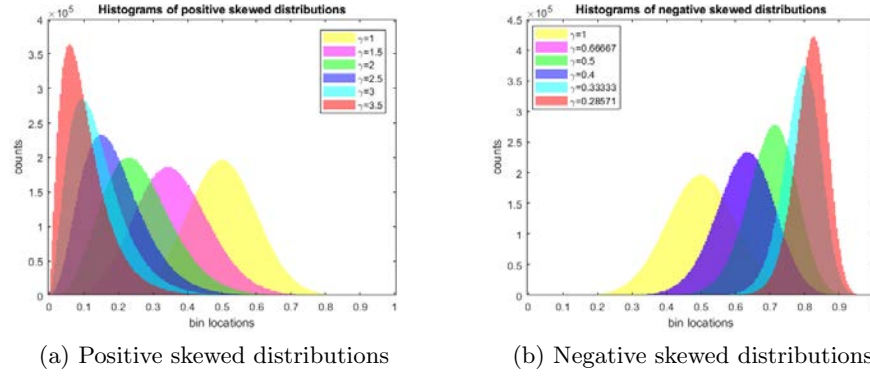 Histograms of positive skewed distributions
×10⁵
4
3.5
3
2.5
2
1.5
1
0.5
0
counts
γ=1
γ=1.5
γ=2
γ=2.5
γ=3
γ=3.5
0 0.1 0.2 0.3 0.4 0.5 0.6 0.7 0.8 0.9 1
bin locations
(a) Positive skewed distributions
Histograms of negative skewed distributions
×10⁵
4.5
4
3.5
3
2.5
2
1.5
1
0.5
0
counts
γ=1
γ=0.66667
γ=0.5
γ=0.4
γ=0.33333
γ=0.28571
0 0.1 0.2 0.3 0.4 0.5 0.6 0.7 0.8 0.9
bin locations
(b) Negative skewed distributions